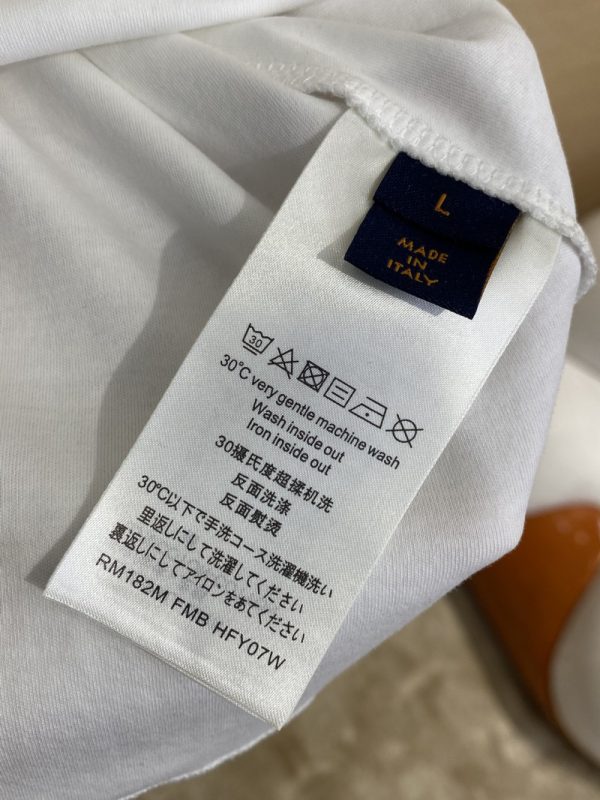 L
MADE
IN
ITALY
30
30°C very gentle machine wash
Wash inside out
Iron inside out
30攝氏度超揉机洗
反面洗涤
反面熨烫
30℃以下で手洗コース洗濯機洗い
里返しにして洗濯してください
裏返しにしてアイロンをあてください
RM182M FMB HFY07W